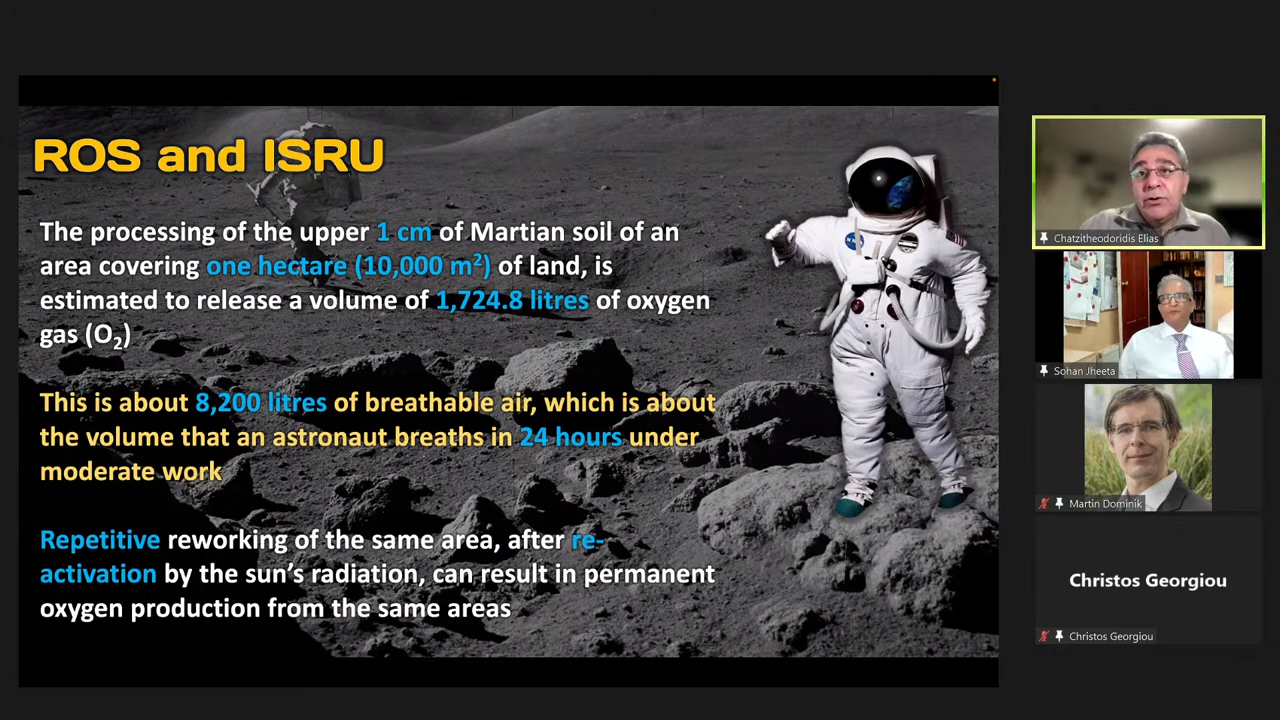 ROS and ISRU
The processing of the upper 1 cm of Martian soil of an
area covering one hectare (10,000 m²) of land, is
estimated to release a volume of 1,724.8 litres of oxygen
gas (O₂)
This is about 8,200 litres of breathable air, which is about
the volume that an astronaut breaths in 24 hours under
moderate work
Repetitive reworking of the same area, after re-
activation by the sun's radiation, can result in permanent
oxygen production from the same areas
Chatzitheodoridis Elias
Sohan Jheeta
Martin Dominik
Christos Georgiou
Christos Georgiou